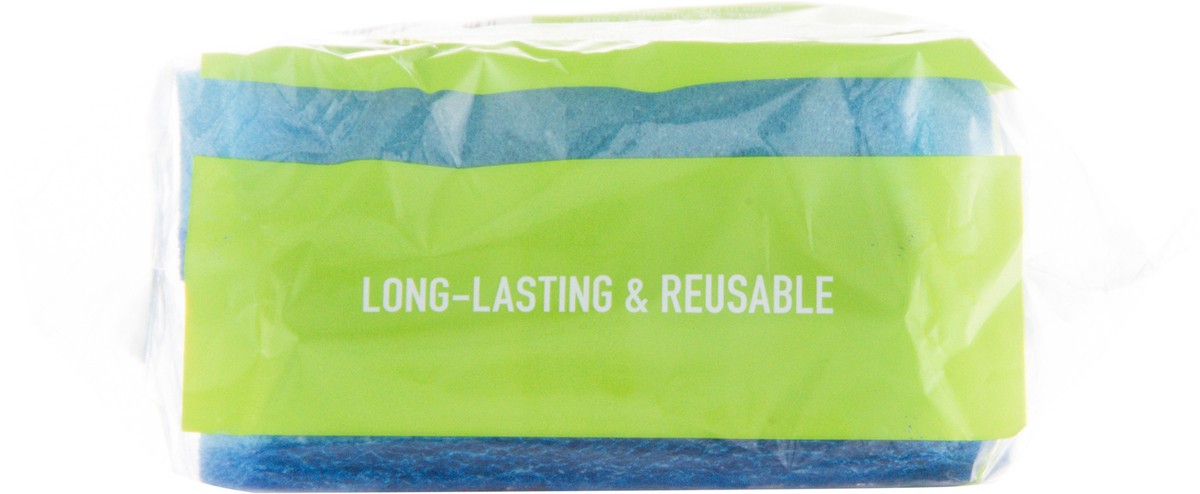 LONG-LASTING & REUSABLE